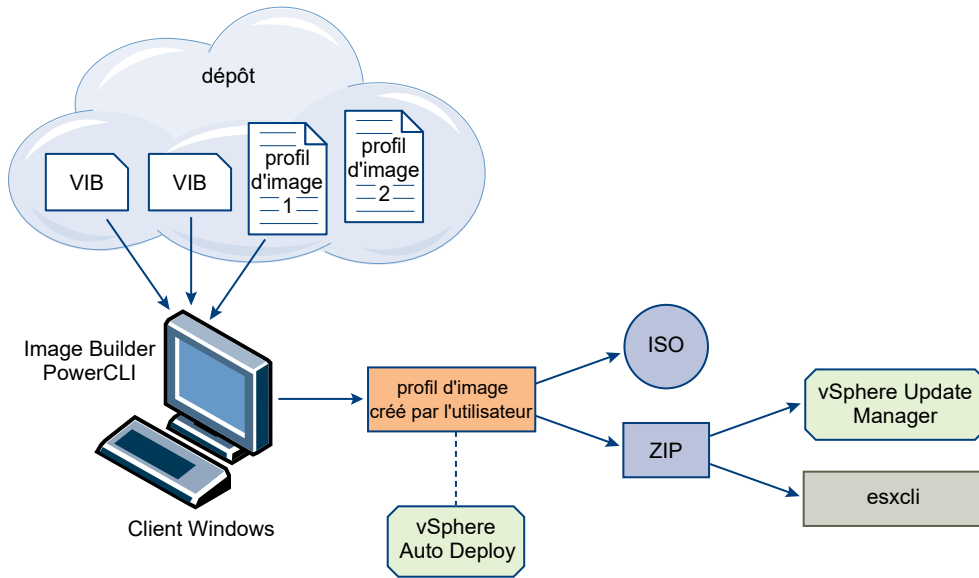 dépôt
VIB
VIB
profil
d'image
1
profil
d'image
2
Image Builder
PowerCLI
Client Windows
profil d'image
créé par l'utilisateur
vSphere
Auto Deploy
ISO
ZIP
vSphere Update
Manager
esxcli